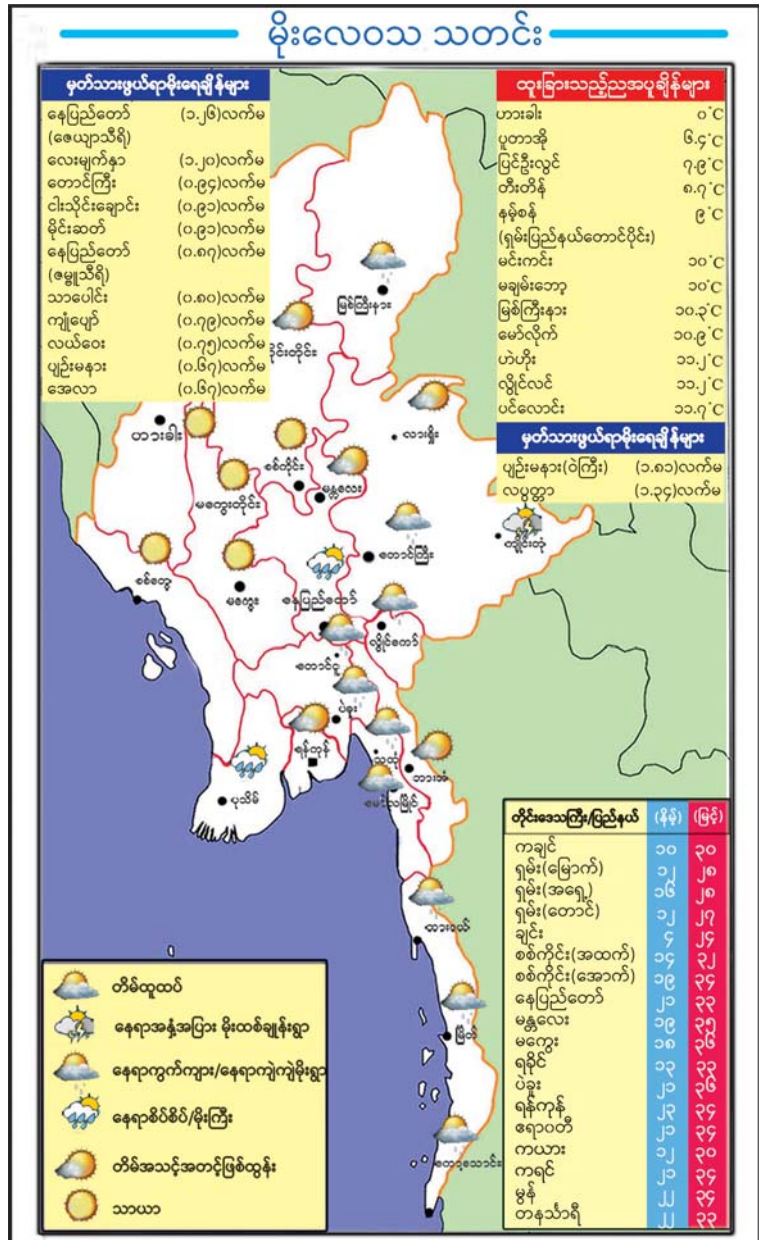 မိုးလေဝသ သတင်း
မှတ်သားဖွယ်ရာမိုးရေချိန်များ
နေပြည်တော် (၁.၂၆)လက်မ
(ဇေယျာသီရိ)
လေးမျက်နှာ (၁.၂၀)လက်မ
တောင်ကြီး (၀.၉၄)လက်မ
ငါးသိုင်းချောင်း (၀.၉၁)လက်မ
မိုင်းဆတ် (၀.၉၁)လက်မ
နေပြည်တော် (၀.၈၇)လက်မ
(ဇမ္ဗူသီရိ)
သာပေါင်း (၀.၈၀)လက်မ
ကျုံပျော် (၀.၇၉)လက်မ
လယ်ဝေး (၀.၇၅)လက်မ
ပျဉ်းမနား (၀.၆၇)လက်မ
အေလာ (၀.၆၇)လက်မ
ထူးခြားသည့်ညအပူချိန်များ
ဟားခါး ၀°C
ပူတာအို ၆.၄°C
ပြင်ဦးလွင် ၇.၉°C
တီးတိန် ၈.၇°C
နမ့်စန် ၉°C
(ရှမ်းပြည်နယ်တောင်ပိုင်း)
မင်းကင်း ၁၀°C
မချမ်းဘော့ ၁၀°C
မြစ်ကြီးနား ၁၀.၃°C
မော်လိုက် ၁၀.၉°C
ဟဲဟိုး ၁၁.၂°C
လွိုင်လင် ၁၁.၂°C
ပင်လောင်း ၁၁.၇°C
မှတ်သားဖွယ်ရာမိုးရေချိန်များ
ပျဉ်းမနား(ဝဲကြီး) (၁.၈၁)လက်မ
လပွတ္တာ (၁.၃၄)လက်မ
မြစ်ကြီးနား
လားရှိုး
ဟားခါး
စစ်ကိုင်း
မန္တလေး
မကွေးတိုင်း
တောင်ကြီး
ကျိုင်းတုံ
စစ်တွေ
မကွေး
နေပြည်တော်
လွိုင်ကော်
တောင်ငူ
ပဲခူး
ရန်ကုန်
သထုံ
ဘားအံ
မော်လမြိုင်
ပုသိမ်
ထားဝယ်
မြိတ်
ကော့သောင်း
တိုင်းဒေသကြီး/ပြည်နယ် (နိမ့်) (မြင့်)
ကချင် ၁၀ ၃၀
ရှမ်း(မြောက်) ၁၂ ၂၈
ရှမ်း(အရှေ့) ၁၆ ၂၈
ရှမ်း(တောင်) ၁၂ ၂၇
ချင်း ၄ ၂၄
စစ်ကိုင်း(အထက်) ၁၄ ၃၂
စစ်ကိုင်း(အောက်) ၁၉ ၃၄
နေပြည်တော် ၂၁ ၃၃
မန္တလေး ၁၉ ၃၅
မကွေး ၁၈ ၃၆
ရခိုင် ၁၃ ၃၃
ပဲခူး ၂၁ ၃၆
ရန်ကုန် ၂၃ ၃၄
ဧရာဝတီ ၂၁ ၃၄
ကယား ၁၂ ၃၀
ကရင် ၂၁ ၃၄
မွန် ၂၂ ၃၄
တနင်္သာရီ ၂၂ ၃၃
တိမ်ထူထပ်
နေရာအနှံ့အပြား မိုးထစ်ချုန်းရွာ
နေရာကွက်ကျား/နေရာကျဲကျဲမိုးရွာ
နေရာစိပ်စိပ်/မိုးကြီး
တိမ်အသင့်အတင့်ဖြစ်ထွန်း
သာယာ